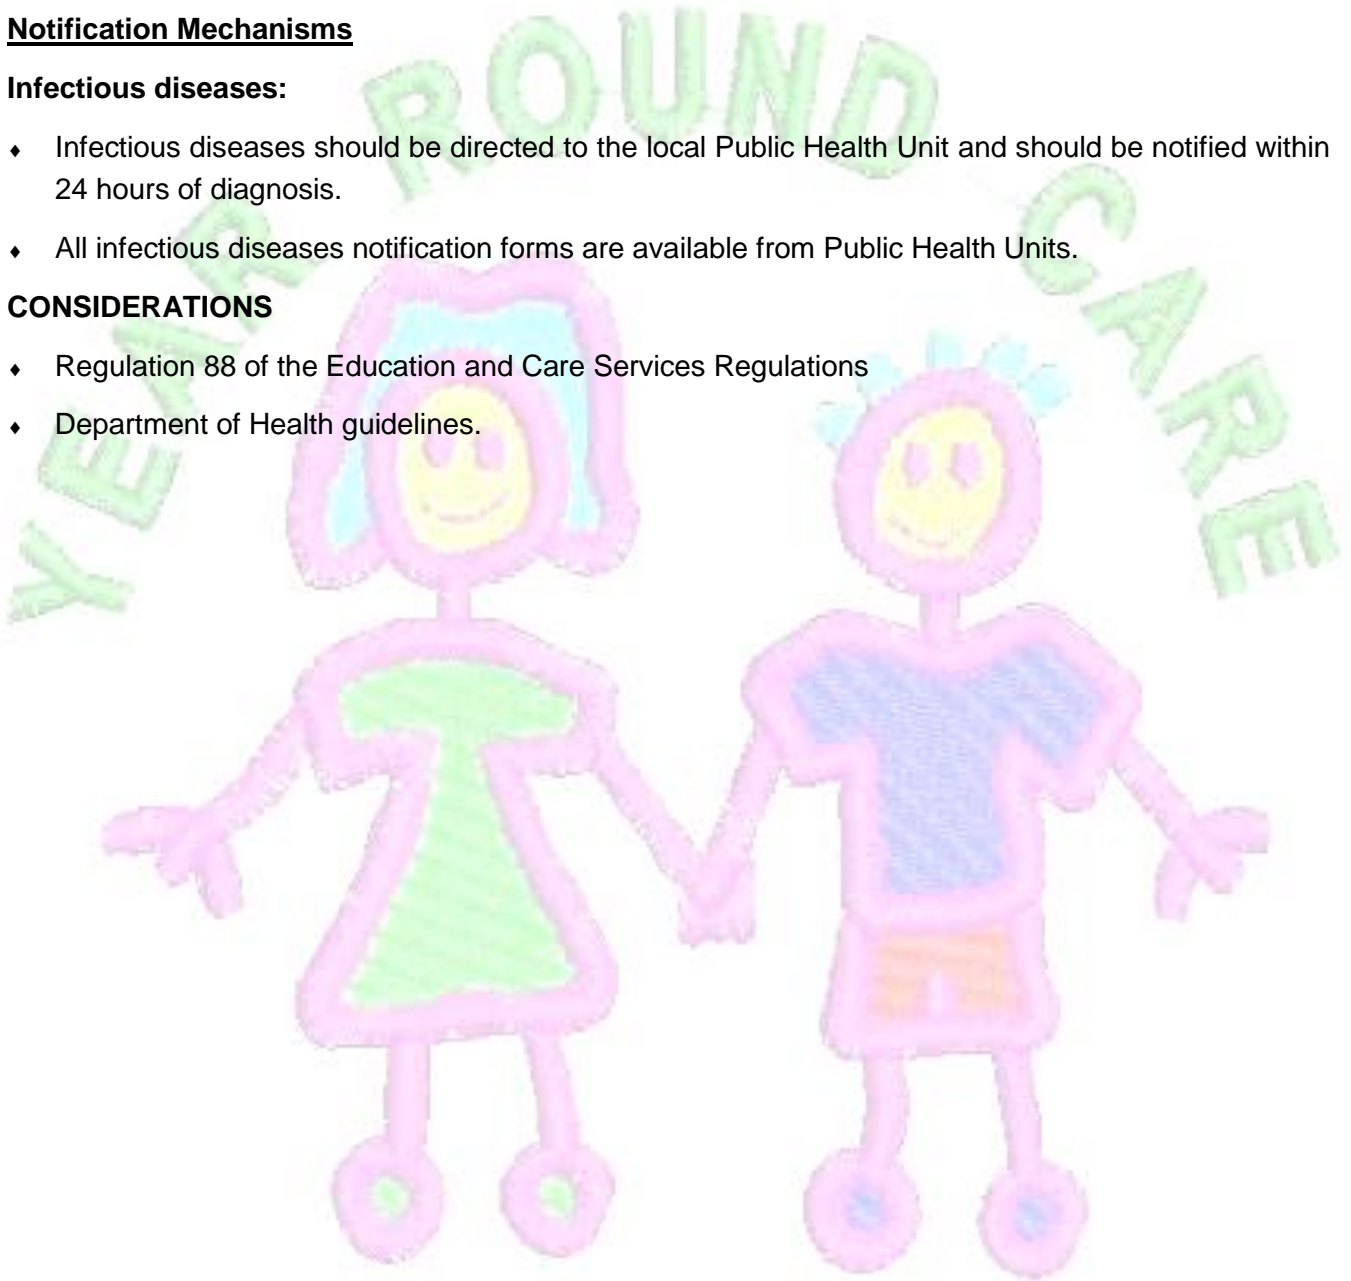 Notification Mechanisms
Infectious diseases:
♦ Infectious diseases should be directed to the local Public Health Unit and should be notified within
24 hours of diagnosis.
♦ All infectious diseases notification forms are available from Public Health Units.
CONSIDERATIONS
♦ Regulation 88 of the Education and Care Services Regulations
♦ Department of Health guidelines.
YEAR ROUND CARE